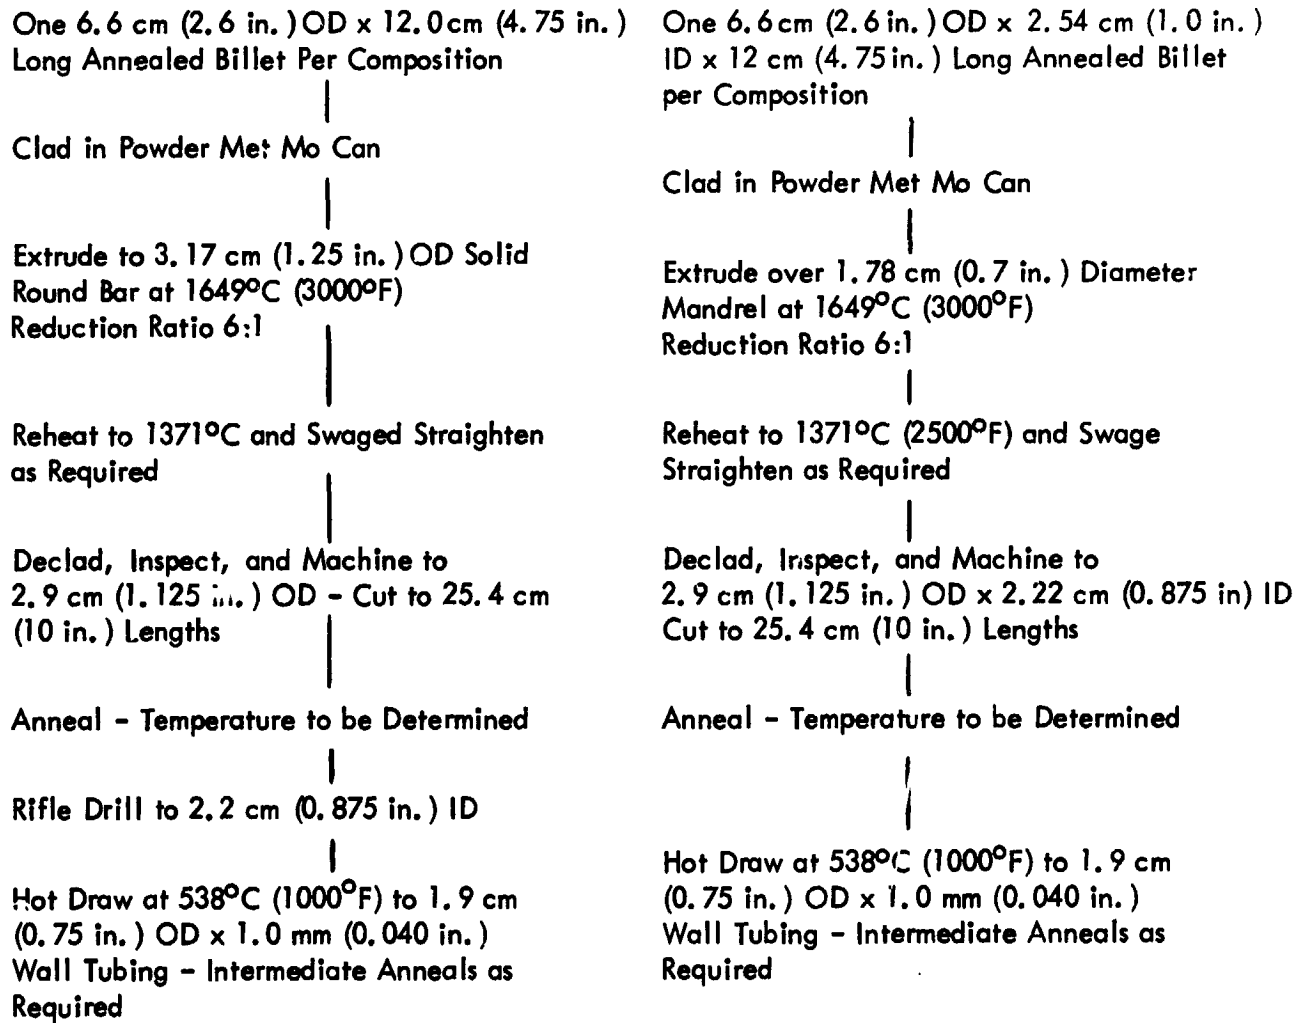 One 6.6 cm (2.6 in.) OD x 12.0cm (4.75 in.)
Long Annealed Billet Per Composition
Clad in Powder Met Mo Can
Extrude to 3.17 cm (1.25 in.) OD Solid
Round Bar at 1649°C (3000°F)
Reduction Ratio 6:1
Reheat to 1371°C and Swaged Straighten
as Required
Declad, Inspect, and Machine to
2.9 cm (1.125 in.) OD - Cut to 25.4 cm
(10 in.) Lengths
Anneal - Temperature to be Determined
Rifle Drill to 2.2 cm (0.875 in.) ID
Hot Draw at 538°C (1000°F) to 1.9 cm
(0.75 in.) OD x 1.0 mm (0.040 in.)
Wall Tubing - Intermediate Anneals as
Required
One 6.6cm (2.6 in.) OD x 2.54 cm (1.0 in.)
ID x 12 cm (4.75 in.) Long Annealed Billet
per Composition
Clad in Powder Met Mo Can
Extrude over 1.78 cm (0.7 in.) Diameter
Mandrel at 1649°C (3000°F)
Reduction Ratio 6:1
Reheat to 1371°C (2500°F) and Swage
Straighten as Required
Declad, Inspect, and Machine to
2.9 cm (1.125 in.) OD x 2.22 cm (0.875 in) ID
Cut to 25.4 cm (10 in.) Lengths
Anneal - Temperature to be Determined
Hot Draw at 538°C (1000°F) to 1.9 cm
(0.75 in.) OD x 1.0 mm (0.040 in.)
Wall Tubing - Intermediate Anneals as
Required